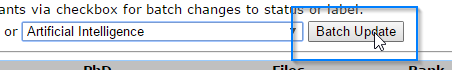 ants via checkbox for batch changes to status or label.
or Artificial Intelligence Batch Update
PhD Files Rank